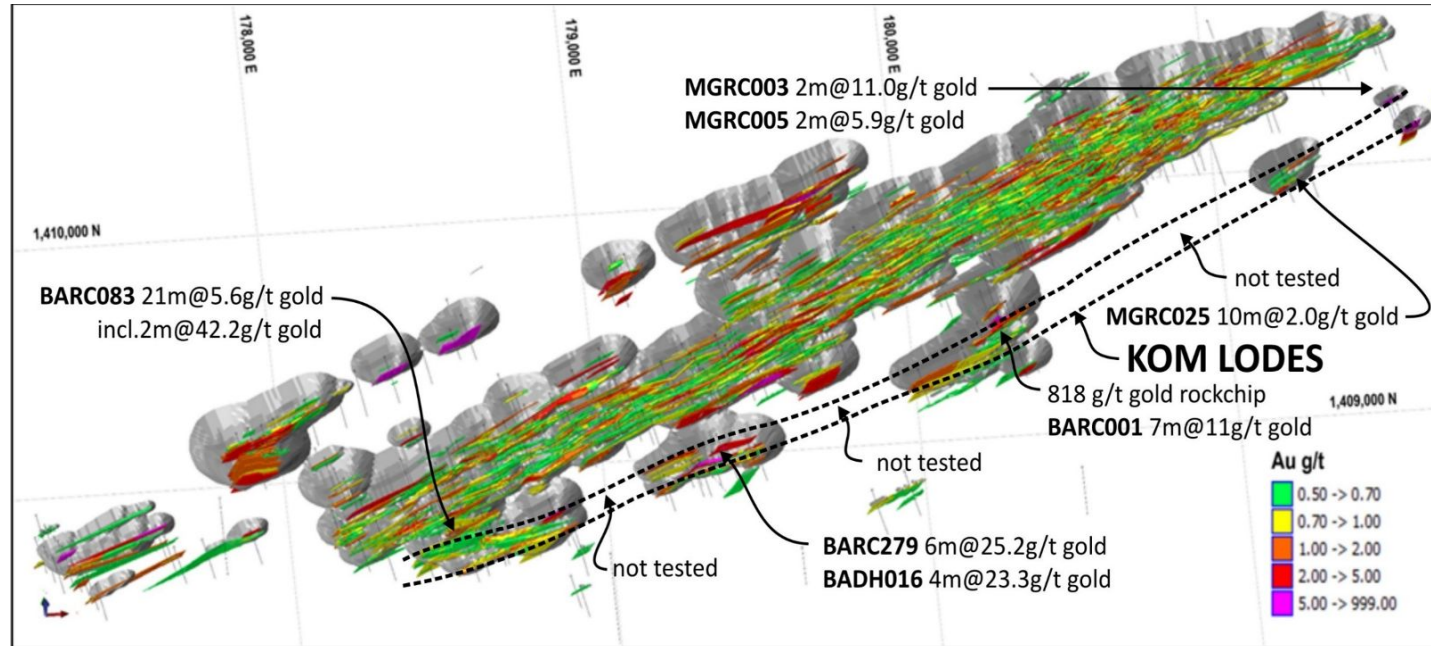 178,000 E
179,000 E
180,000 E
MGRC003 2m@11.0g/t gold
MGRC005 2m@5.9g/t gold
1,410,000 N
BARC083 21m@5.6g/t gold
incl.2m@42.2g/t gold
not tested
MGRC025 10m@2.0g/t gold
KOM LODES
818 g/t gold rockchip
BARC001 7m@11g/t gold
1,409,000 N
not tested
not tested
BARC279 6m@25.2g/t gold
BADH016 4m@23.3g/t gold
Au g/t
0.50 -> 0.70
0.70 -> 1.00
1.00 -> 2.00
2.00 -> 5.00
5.00 -> 999.00